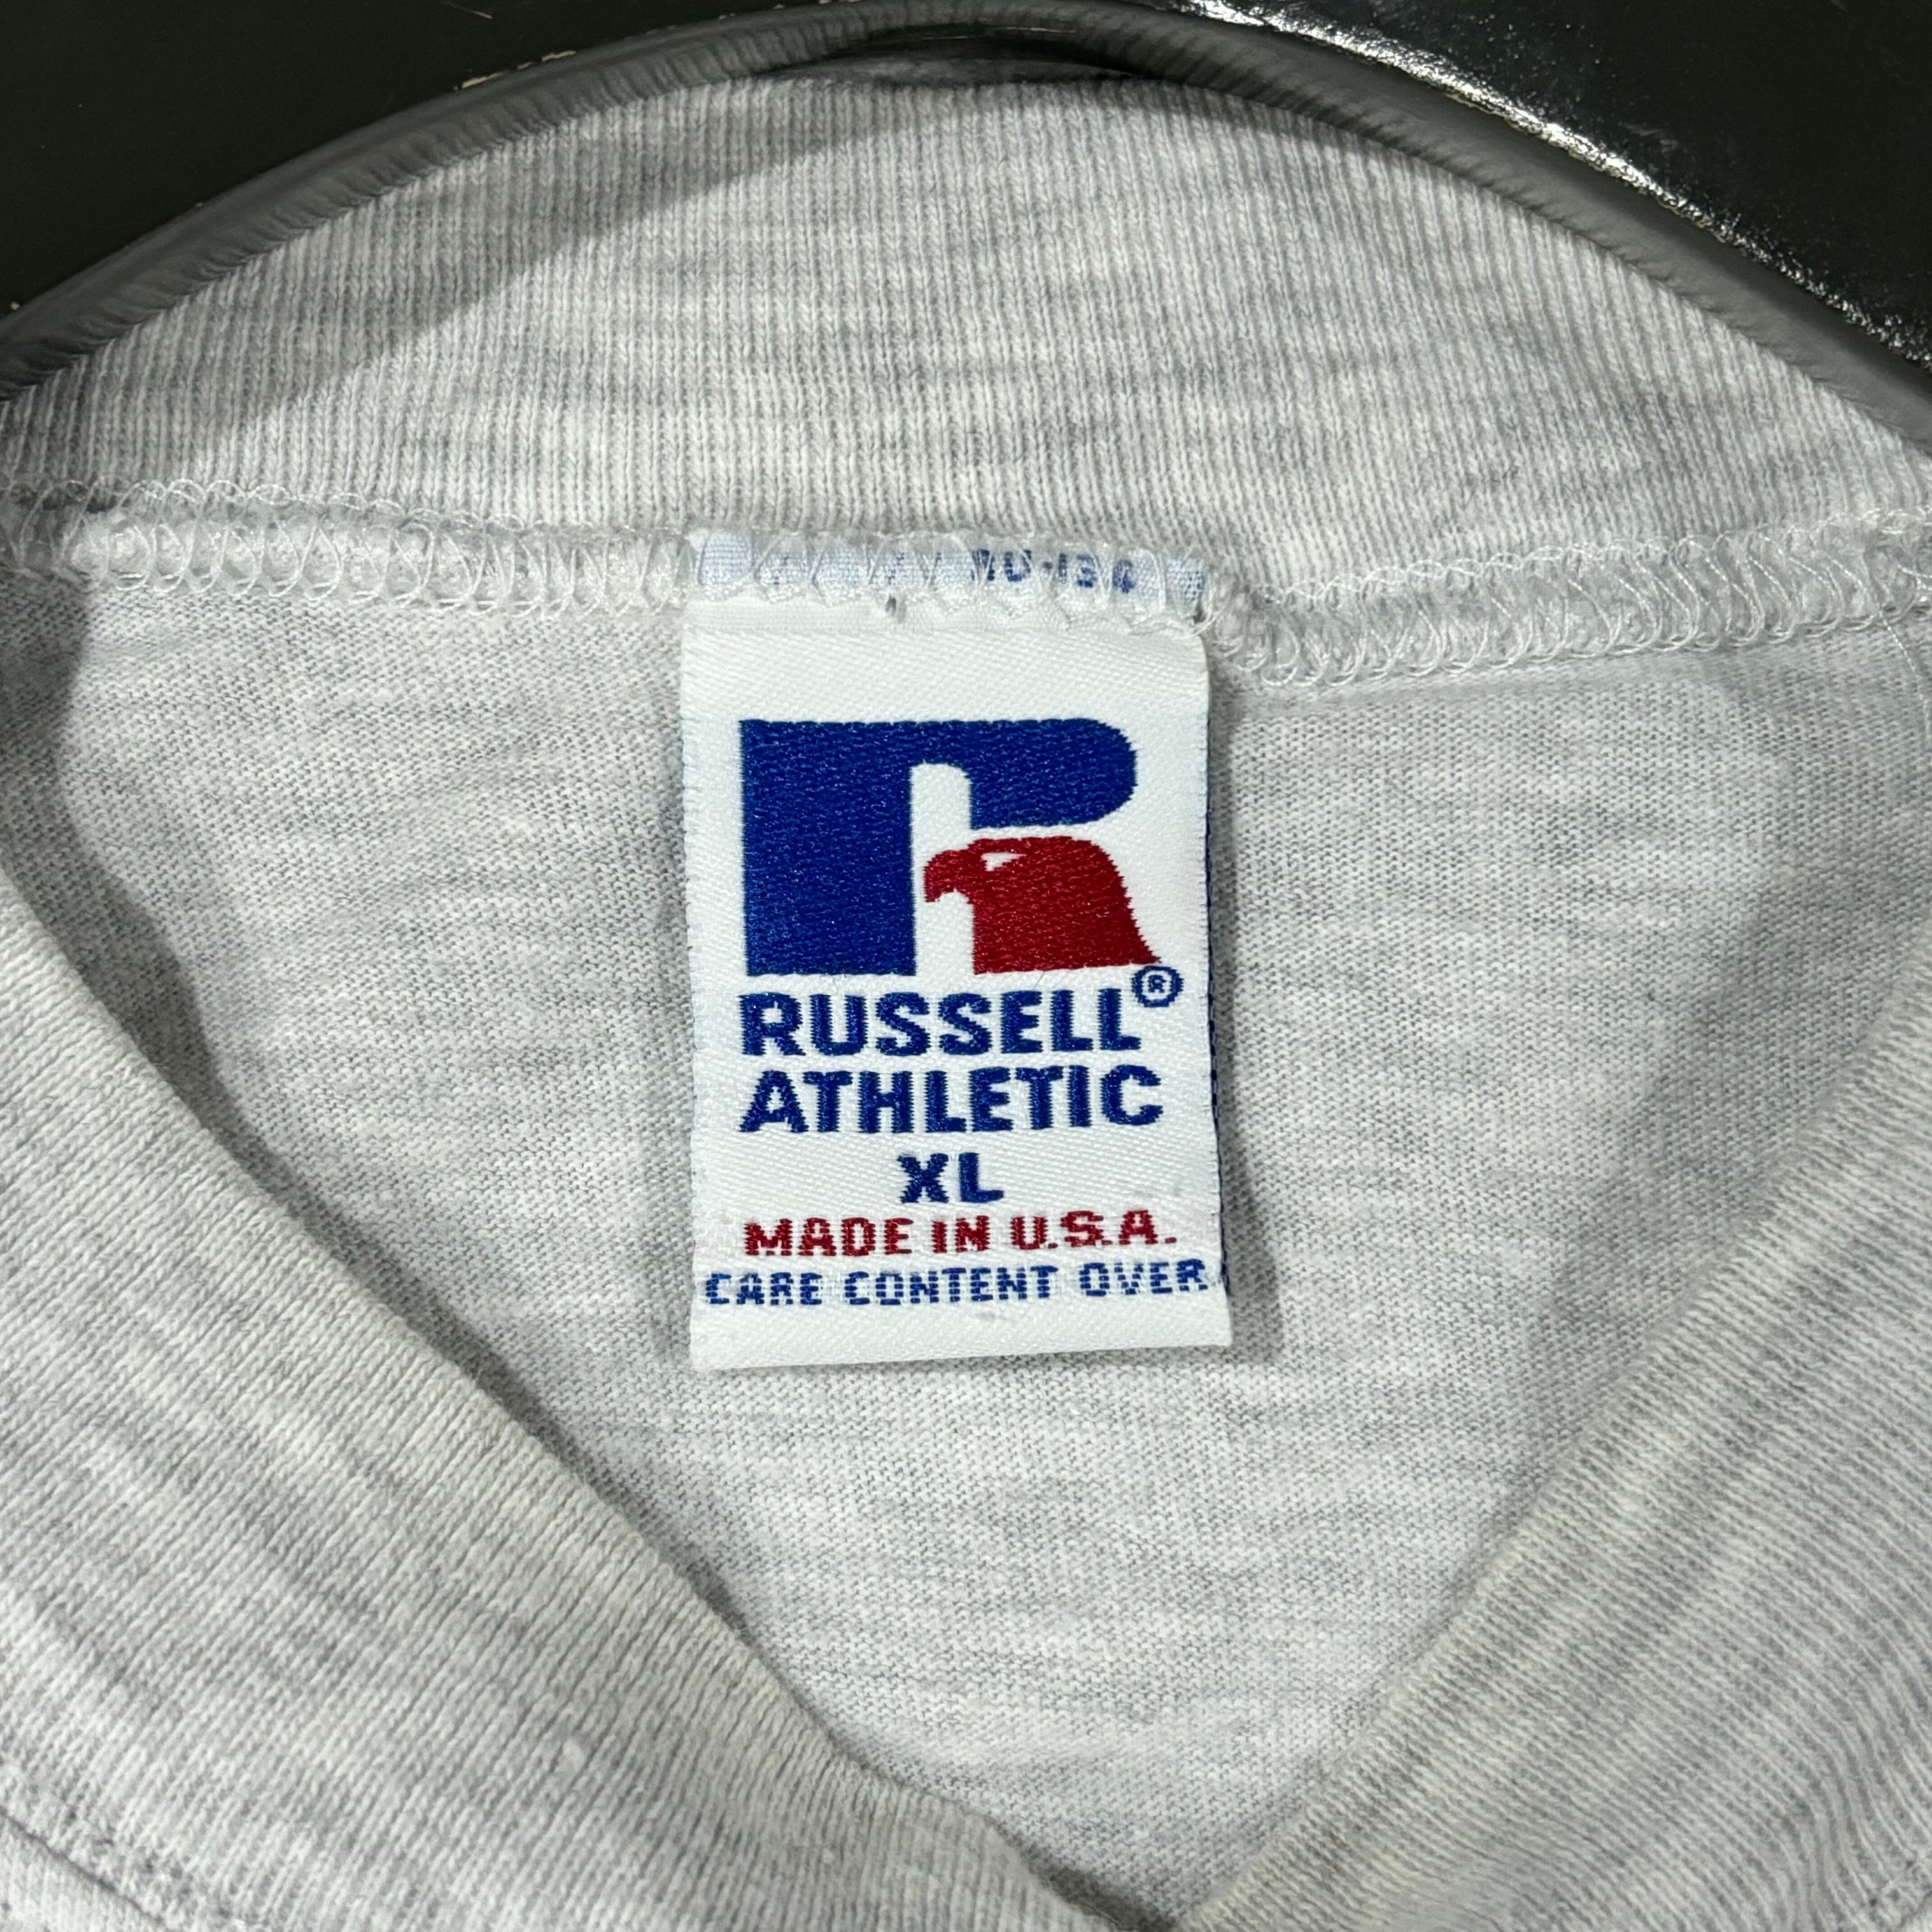 RUSSELL®
ATHLETIC
XL
MADE IN U.S.A.
CARE CONTENT OVER